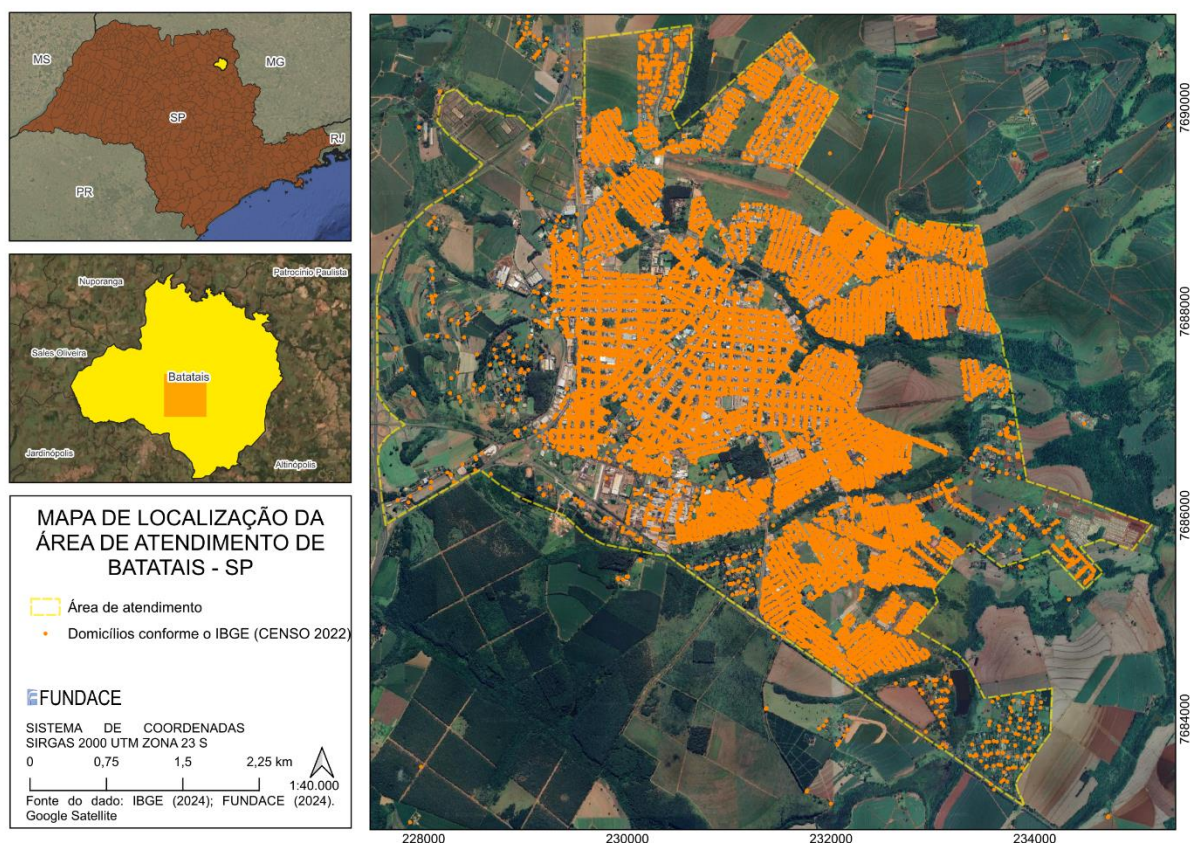 MS
MG
SP
RJ
PR
Nuporanga
Patrocínio Paulista
Sales Oliveira
Batatais
Jardinópolis
Altinópolis
MAPA DE LOCALIZAÇÃO DA
ÁREA DE ATENDIMENTO DE
BATATAIS - SP
Área de atendimento
Domicílios conforme o IBGE (CENSO 2022)
FUNDACE
SISTEMA DE COORDENADAS
SIRGAS 2000 UTM ZONA 23 S
0 0,75 1,5 2,25 km
1:40.000
Fonte do dado: IBGE (2024); FUNDACE (2024).
Google Satellite
7690000
7688000
7686000
7684000
228000 230000 232000 234000